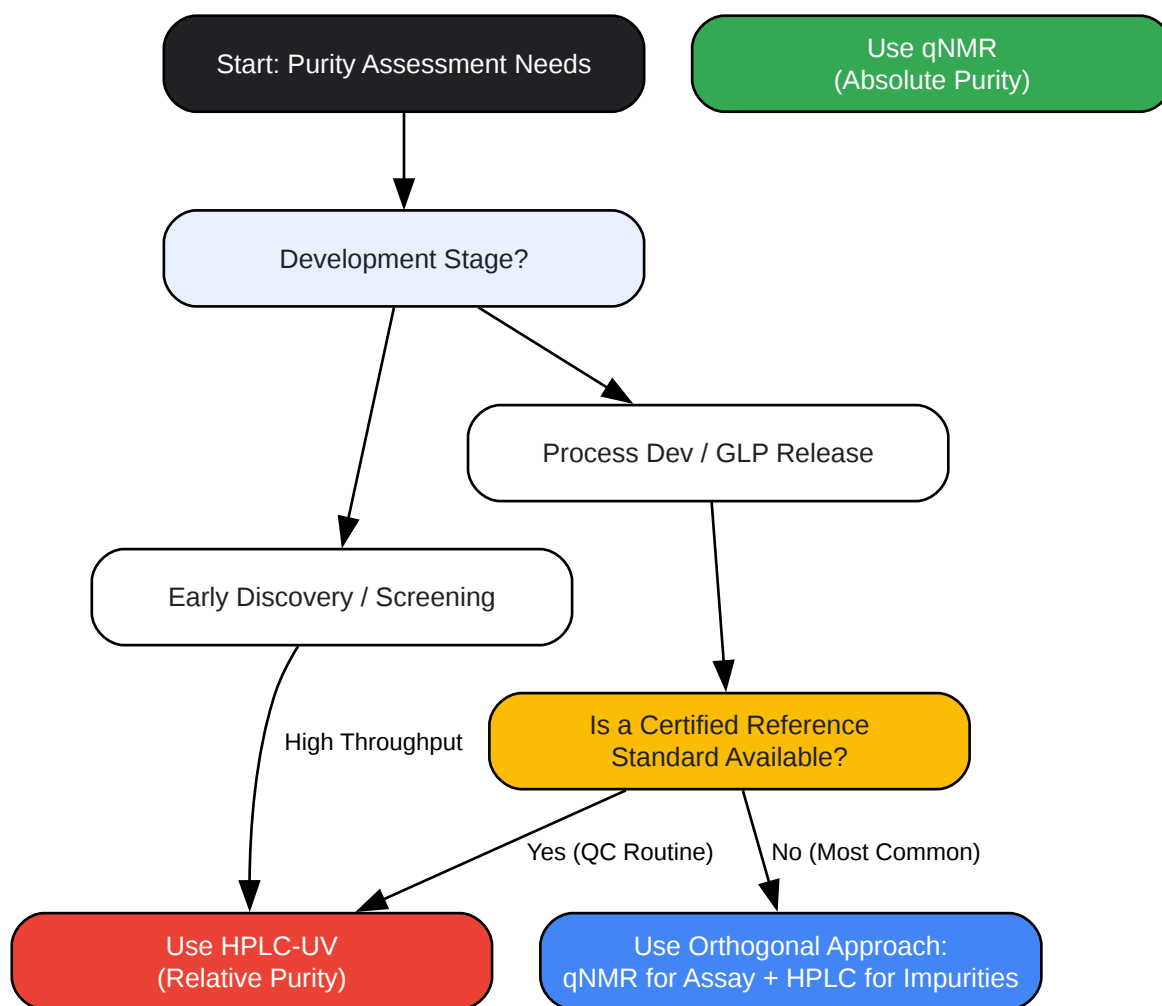 Start: Purity Assessment Needs
Use qNMR
(Absolute Purity)
Development Stage?
Process Dev / GLP Release
Early Discovery / Screening
Is a Certified Reference
Standard Available?
High Throughput
Yes (QC Routine)
No (Most Common)
Use HPLC-UV
(Relative Purity)
Use Orthogonal Approach:
qNMR for Assay + HPLC for Impurities